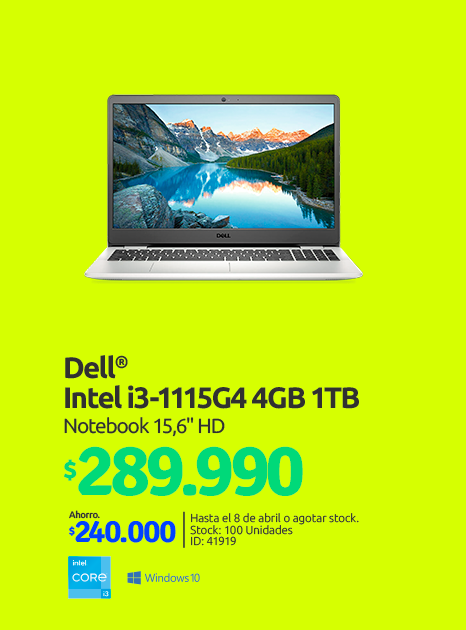 DELL
Dell®
Intel i3-1115G4 4GB 1TB
Notebook 15,6" HD
$289.990
Ahorro.
$240.000
Hasta el 8 de abril o agotar stock.
Stock: 100 Unidades
ID: 41919
intel
CORE
i3
Windows 10